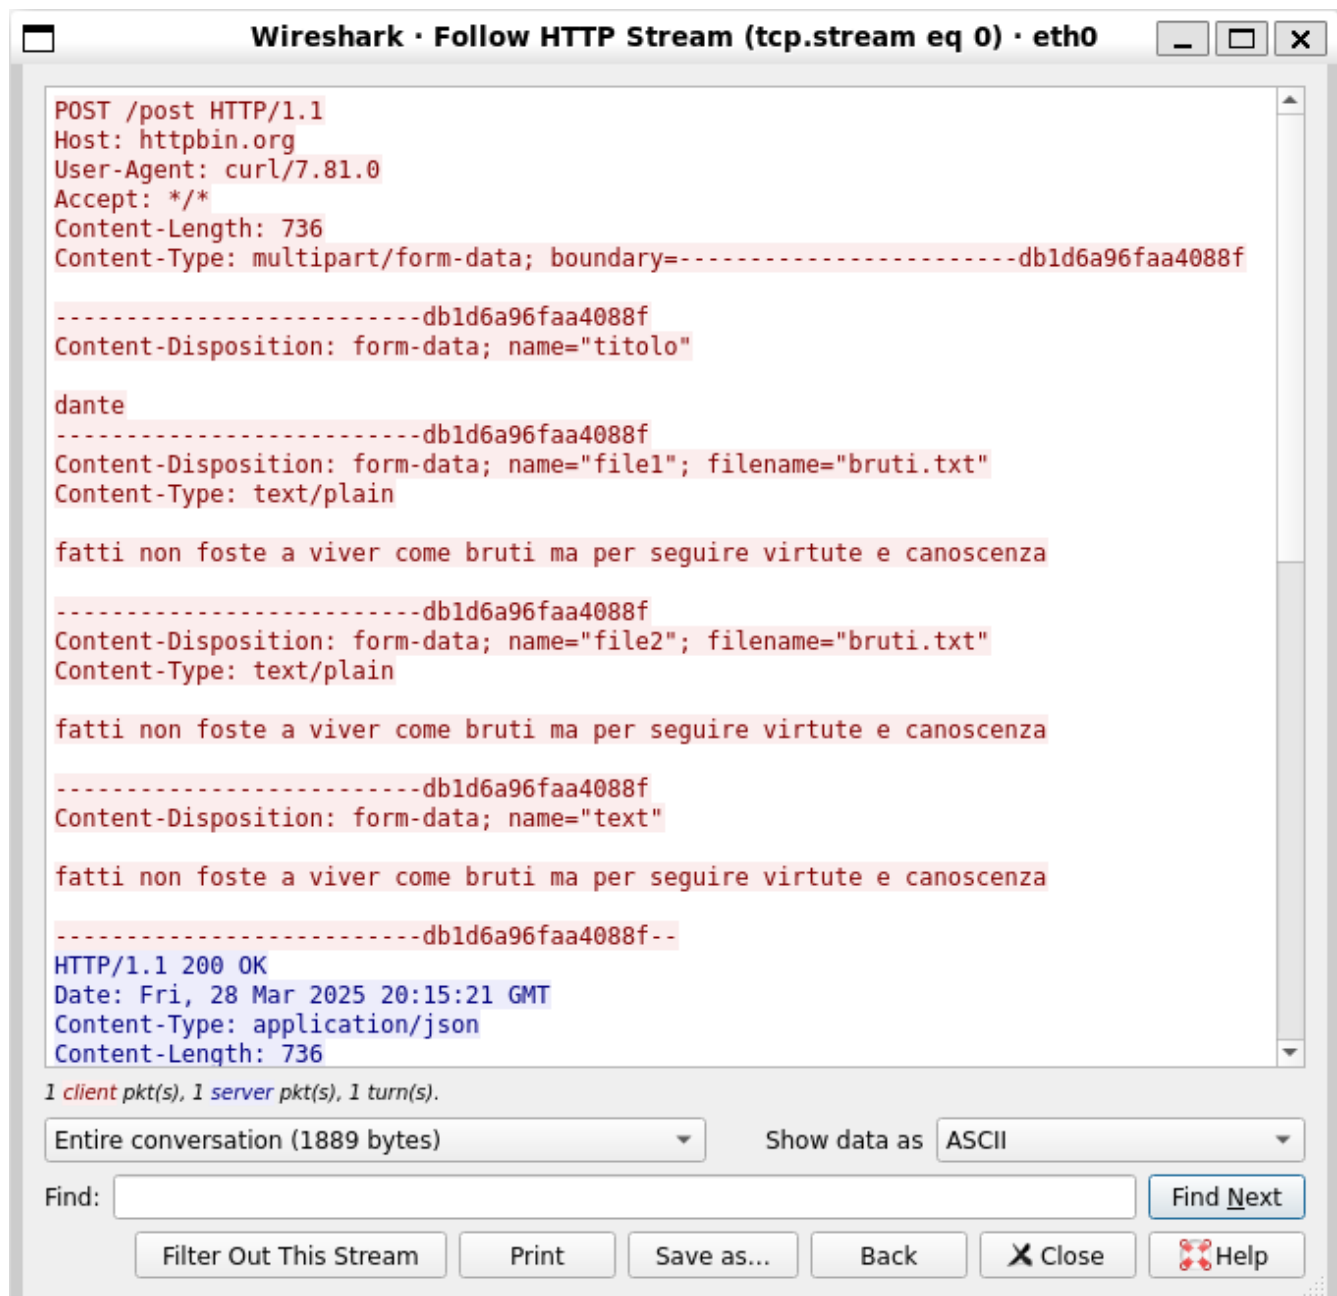 Wireshark · Follow HTTP Stream (tcp.stream eq 0) · eth0
POST /post HTTP/1.1
Host: httpbin.org
User-Agent: curl/7.81.0
Accept: */*
Content-Length: 736
Content-Type: multipart/form-data; boundary=------------------------db1d6a96faa4088f
--------------------------db1d6a96faa4088f
Content-Disposition: form-data; name="titolo"
dante
--------------------------db1d6a96faa4088f
Content-Disposition: form-data; name="file1"; filename="bruti.txt"
Content-Type: text/plain
fatti non foste a viver come bruti ma per seguire virtute e canoscenza
--------------------------db1d6a96faa4088f
Content-Disposition: form-data; name="file2"; filename="bruti.txt"
Content-Type: text/plain
fatti non foste a viver come bruti ma per seguire virtute e canoscenza
--------------------------db1d6a96faa4088f
Content-Disposition: form-data; name="text"
fatti non foste a viver come bruti ma per seguire virtute e canoscenza
--------------------------db1d6a96faa4088f--
HTTP/1.1 200 OK
Date: Fri, 28 Mar 2025 20:15:21 GMT
Content-Type: application/json
Content-Length: 736
1 client pkt(s), 1 server pkt(s), 1 turn(s).
Entire conversation (1889 bytes) Show data as ASCII
Find: Find Next
Filter Out This Stream Print Save as... Back Close Help